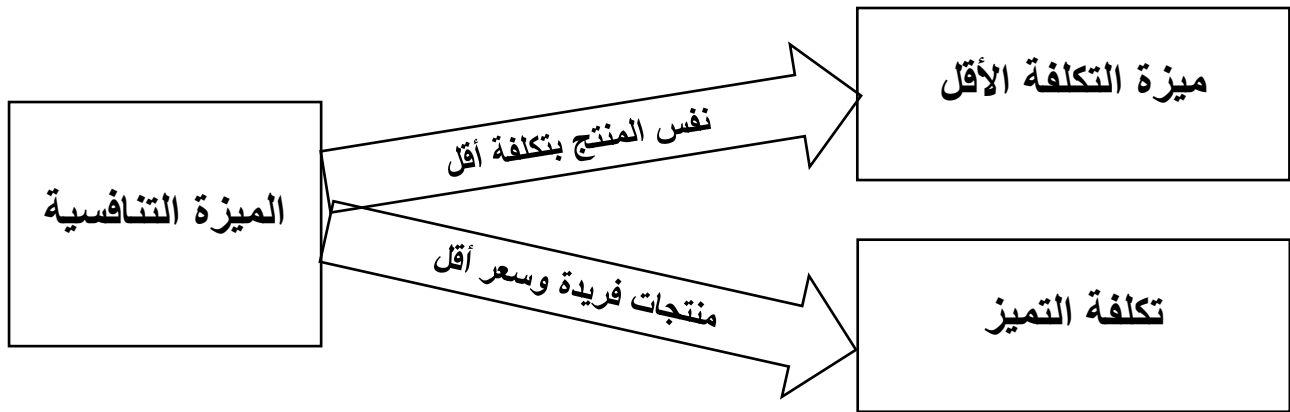 ميزة التكلفة الأقل
نفس المنتج بتكلفة أقل
الميزة التنافسية
منتجات فريدة وسعر أقل
تكلفة التميز